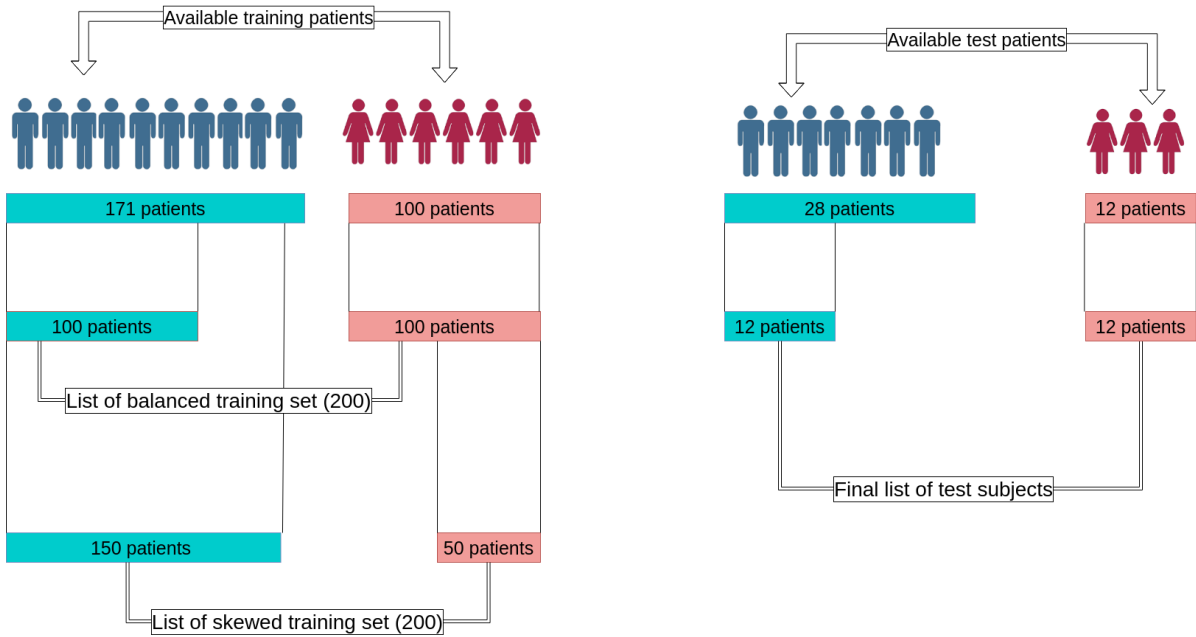 Available training patients
Available test patients
171 patients
100 patients
28 patients
12 patients
100 patients
100 patients
12 patients
12 patients
List of balanced training set (200)
Final list of test subjects
150 patients
50 patients
List of skewed training set (200)